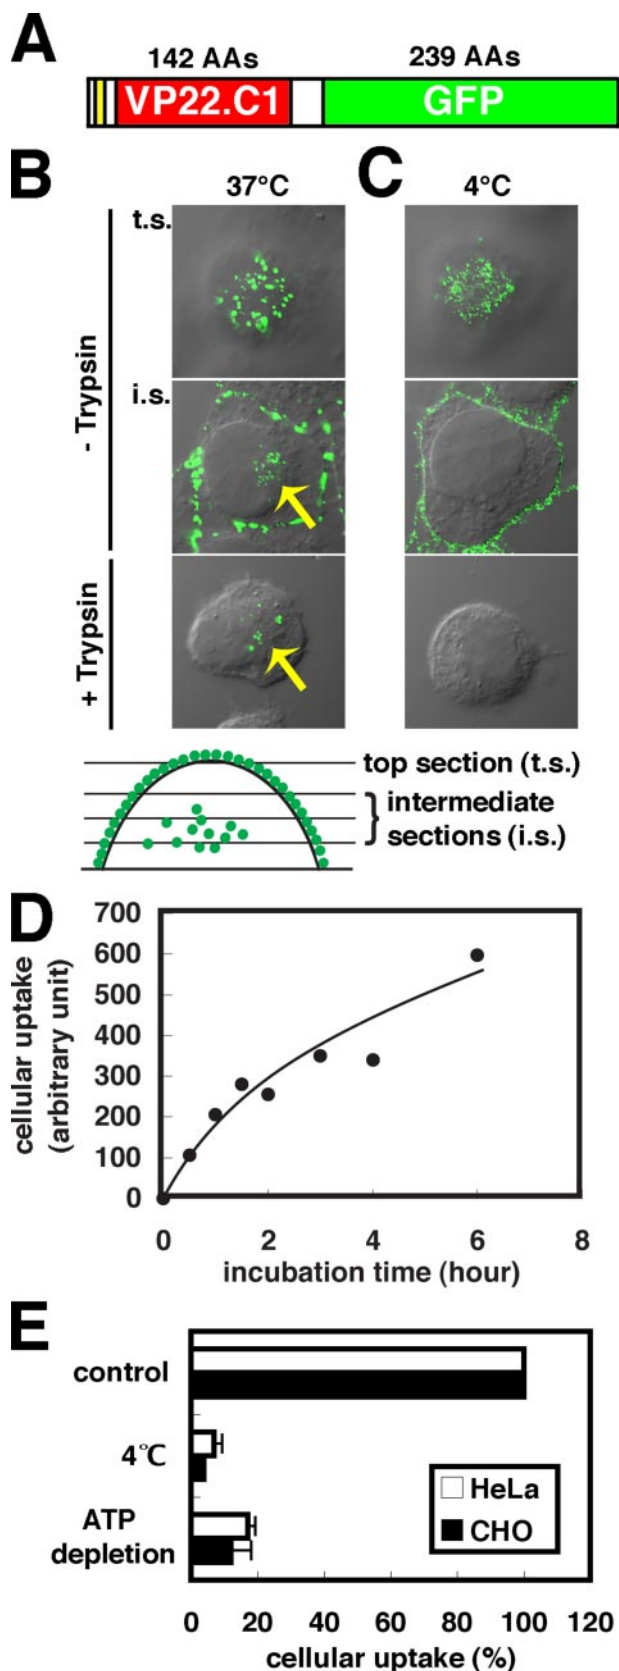 A
142 AAs 239 AAs
VP22.C1 GFP
B 37°C C 4°C
t.s.
i.s.
- Trypsin
+ Trypsin
top section (t.s.)
intermediate
sections (i.s.)
D
cellular uptake
(arbitrary unit)
700
600
500
400
300
200
100
0
0 2 4 6 8
incubation time (hour)
E
control
4℃
ATP
depletion
HeLa
CHO
0 20 40 60 80 100 120
cellular uptake (%)